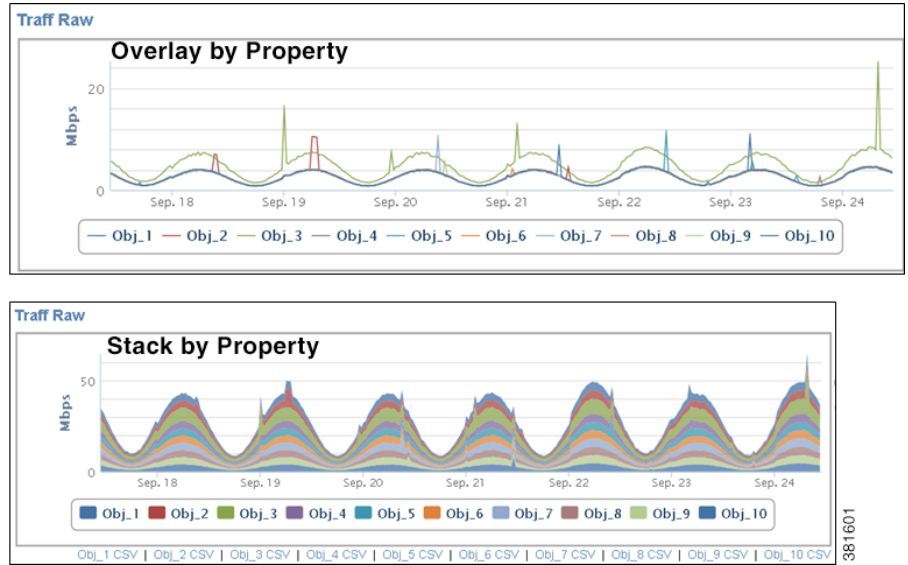 Traff Raw
Overlay by Property
Mbps
20
0
Sep. 18 Sep. 19 Sep. 20 Sep. 21 Sep. 22 Sep. 23 Sep. 24
Obj_1 Obj_2 Obj_3 Obj_4 Obj_5 Obj_6 Obj_7 Obj_8 Obj_9 Obj_10
Traff Raw
Stack by Property
Mbps
50
0
Sep. 18 Sep. 19 Sep. 20 Sep. 21 Sep. 22 Sep. 23 Sep. 24
Obj_1 Obj_2 Obj_3 Obj_4 Obj_5 Obj_6 Obj_7 Obj_8 Obj_9 Obj_10
Obj_1 CSV | Obj_2 CSV | Obj_3 CSV | Obj_4 CSV | Obj_5 CSV | Obj_6 CSV | Obj_7 CSV | Obj_8 CSV | Obj_9 CSV | Obj_10 CSV
381601